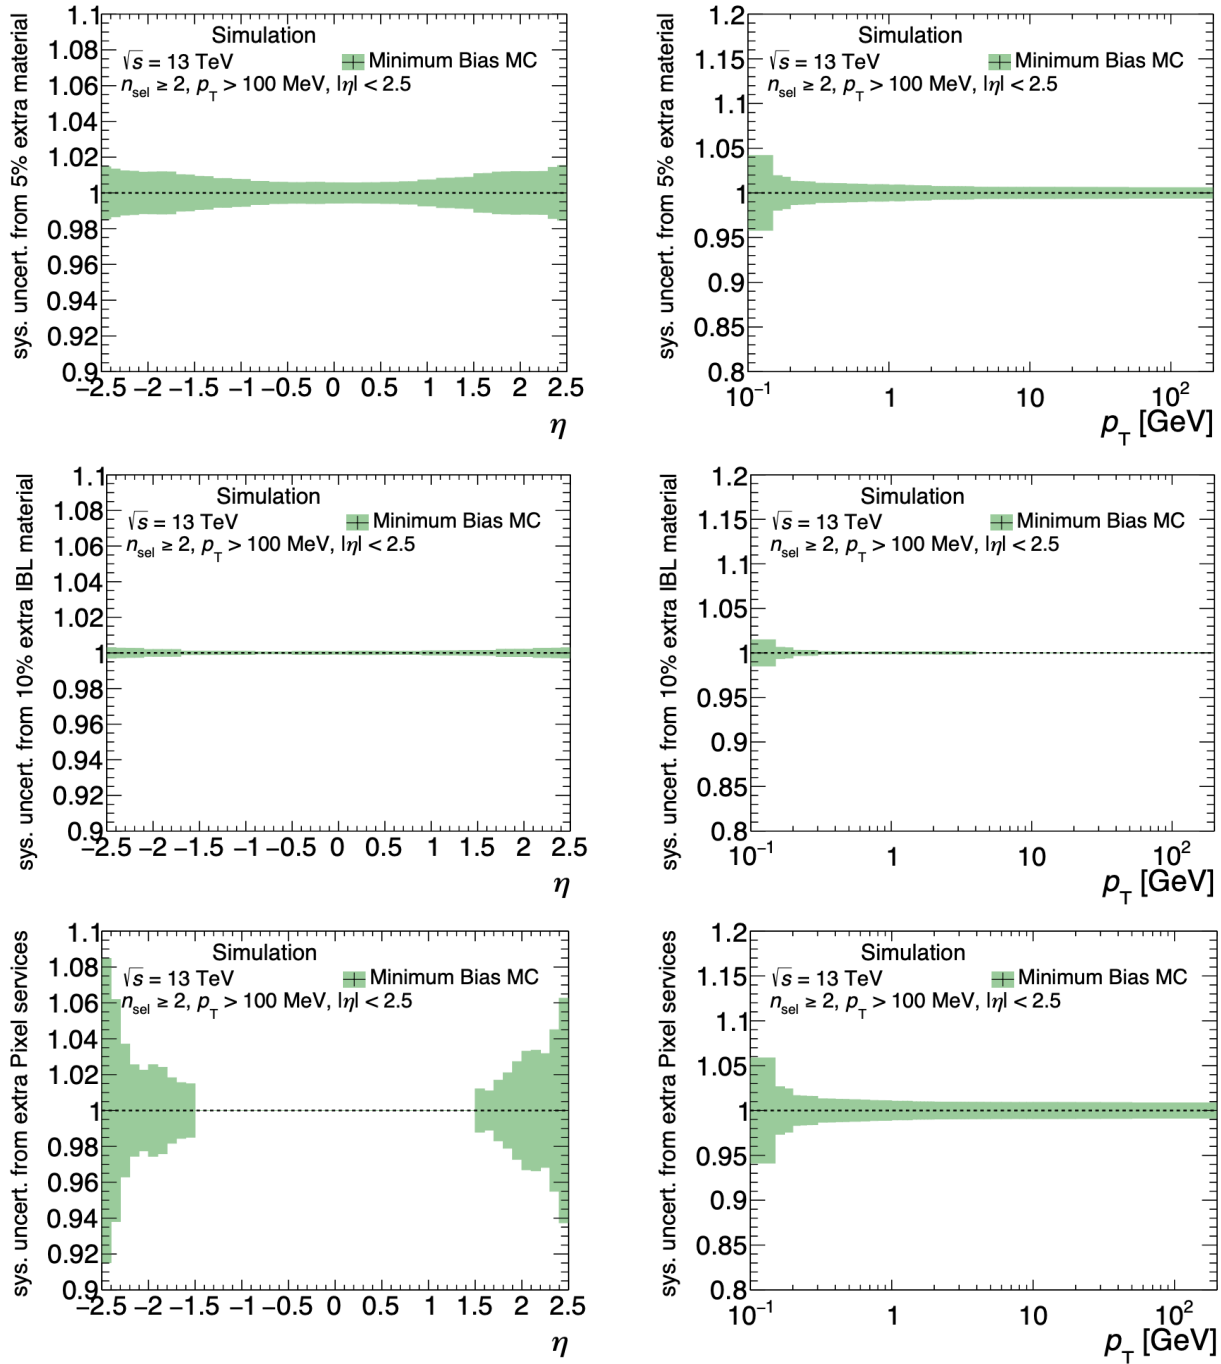 sys. uncert. from 5% extra material
1.1
1.08
1.06
1.04
1.02
1
0.98
0.96
0.94
0.92
0.9
Simulation
√s = 13 TeV
Minimum Bias MC
n_sel ≥ 2, p_T > 100 MeV, |η| < 2.5
−2.5 −2 −1.5 −1 −0.5 0 0.5 1 1.5 2 2.5
η
sys. uncert. from 5% extra material
1.2
1.15
1.1
1.05
1
0.95
0.9
0.85
0.8
Simulation
√s = 13 TeV
Minimum Bias MC
n_sel ≥ 2, p_T > 100 MeV, |η| < 2.5
10⁻¹ 1 10 10²
p_T [GeV]
sys. uncert. from 10% extra IBL material
1.1
1.08
1.06
1.04
1.02
1
0.98
0.96
0.94
0.92
0.9
Simulation
√s = 13 TeV
Minimum Bias MC
n_sel ≥ 2, p_T > 100 MeV, |η| < 2.5
−2.5 −2 −1.5 −1 −0.5 0 0.5 1 1.5 2 2.5
η
sys. uncert. from 10% extra IBL material
1.2
1.15
1.1
1.05
1
0.95
0.9
0.85
0.8
Simulation
√s = 13 TeV
Minimum Bias MC
n_sel ≥ 2, p_T > 100 MeV, |η| < 2.5
10⁻¹ 1 10 10²
p_T [GeV]
sys. uncert. from extra Pixel services
1.1
1.08
1.06
1.04
1.02
1
0.98
0.96
0.94
0.92
0.9
Simulation
√s = 13 TeV
Minimum Bias MC
n_sel ≥ 2, p_T > 100 MeV, |η| < 2.5
−2.5 −2 −1.5 −1 −0.5 0 0.5 1 1.5 2 2.5
η
sys. uncert. from extra Pixel services
1.2
1.15
1.1
1.05
1
0.95
0.9
0.85
0.8
Simulation
√s = 13 TeV
Minimum Bias MC
n_sel ≥ 2, p_T > 100 MeV, |η| < 2.5
10⁻¹ 1 10 10²
p_T [GeV]